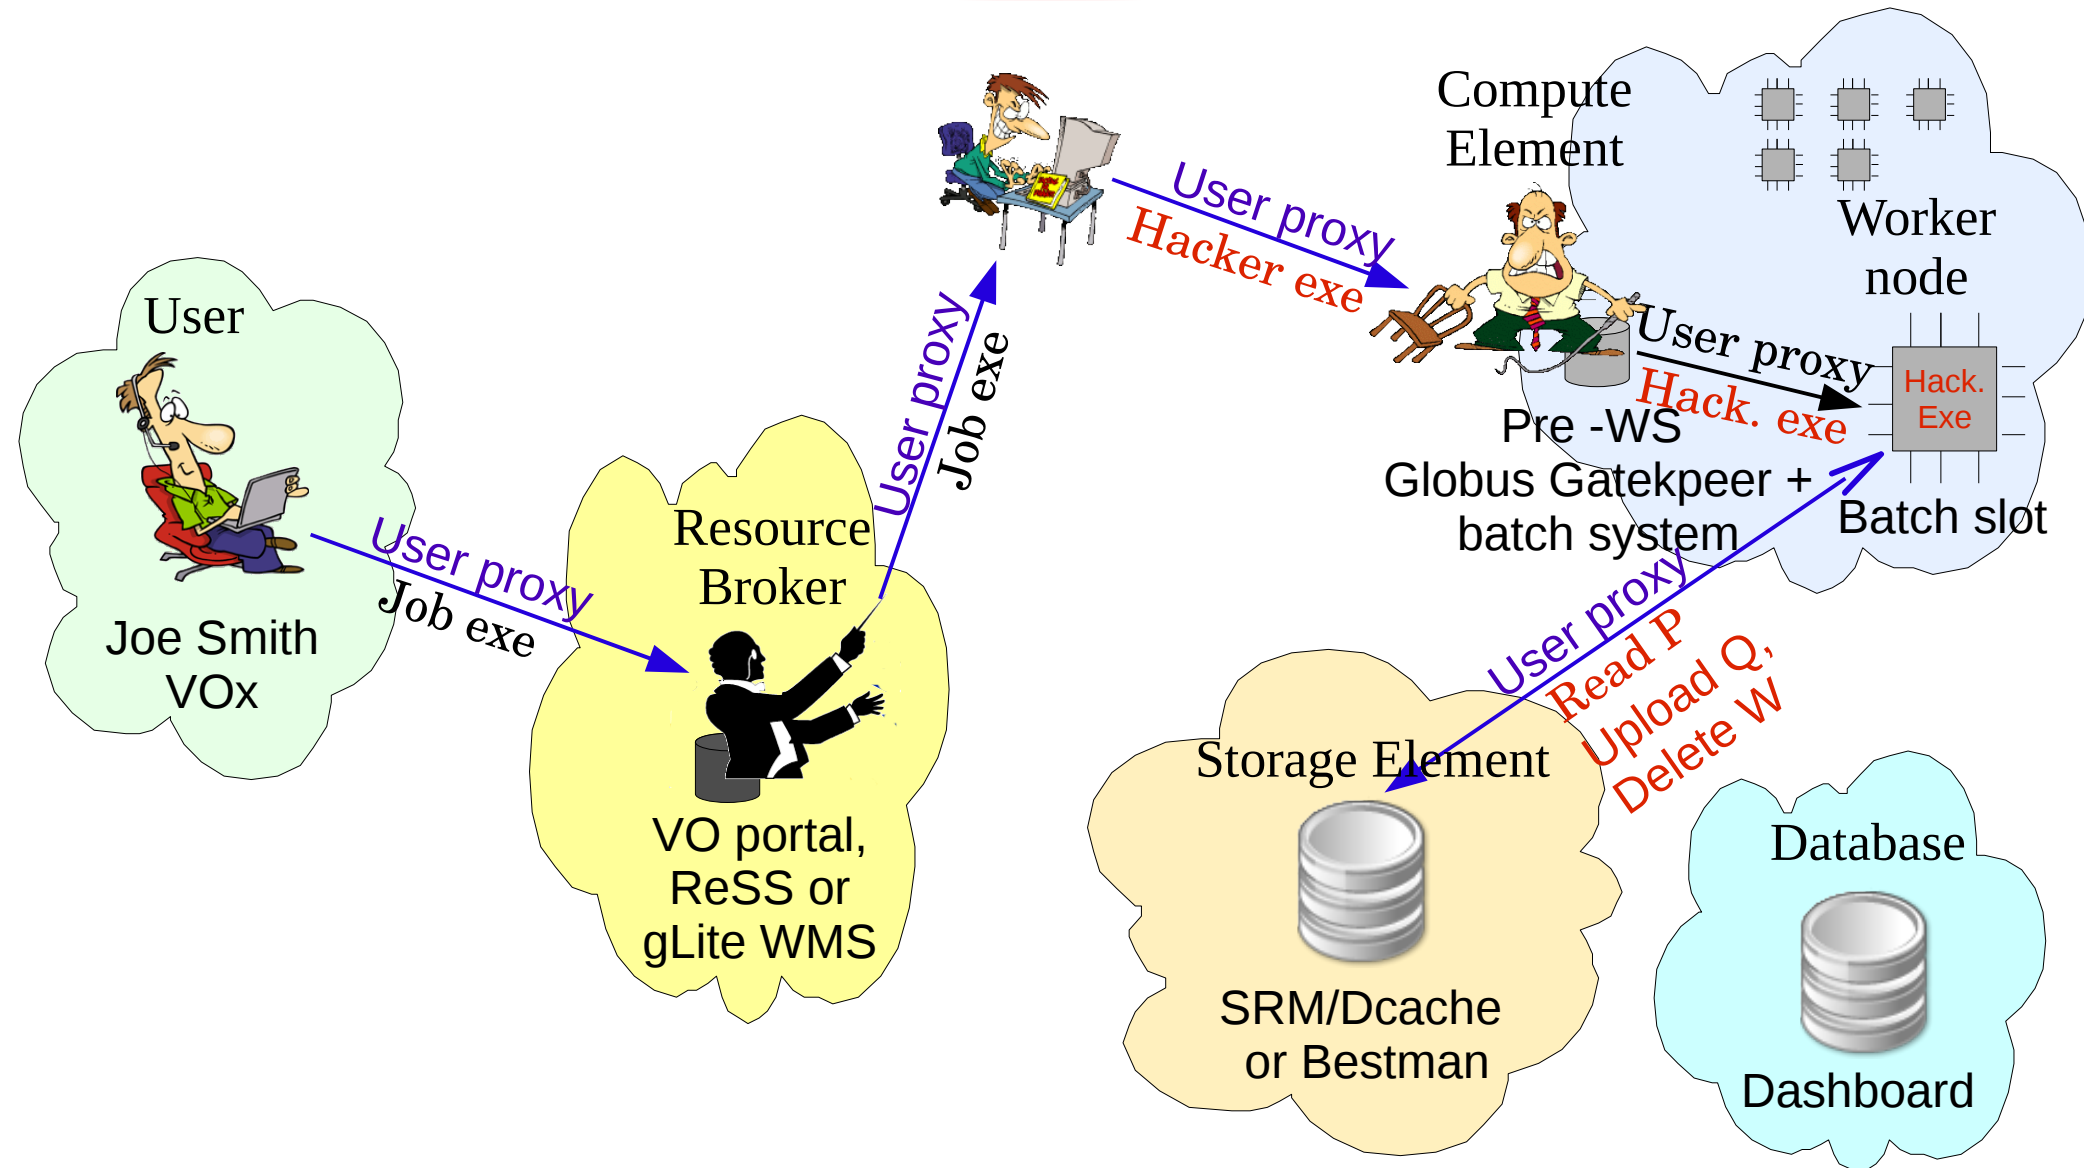 User
Joe Smith
VOx
User proxy
Job exe
Resource
Broker
VO portal,
ReSS or
gLite WMS
User proxy
Job exe
User proxy
Hacker exe
Compute
Element
Pre -WS
Globus Gatekpeer +
batch system
User proxy
Hack. exe
Worker
node
Hack.
Exe
Batch slot
User proxy
Read P
Upload Q,
Delete W
Storage Element
SRM/Dcache
or Bestman
Database
Dashboard